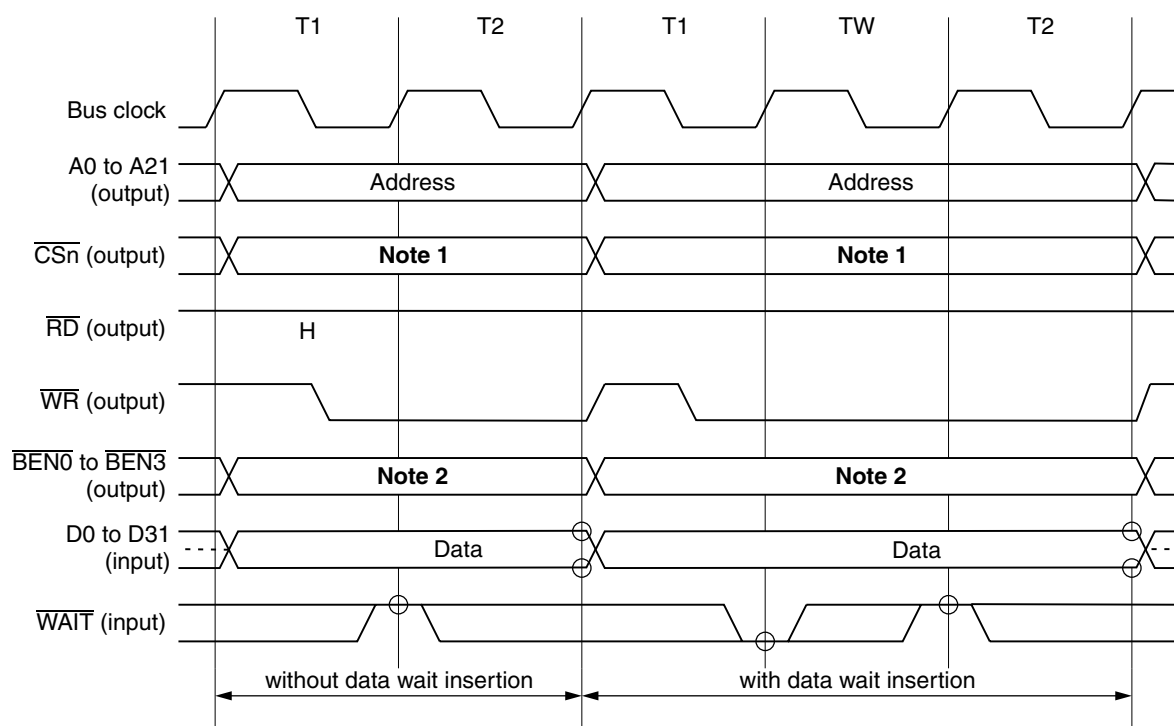 T1 T2 T1 TW T2
Bus clock
A0 to A21
(output)
Address Address
CSn (output) Note 1 Note 1
RD (output) H
WR (output)
BEN0 to BEN3
(output)
Note 2 Note 2
D0 to D31
(input)
Data Data
WAIT (input)
without data wait insertion with data wait insertion